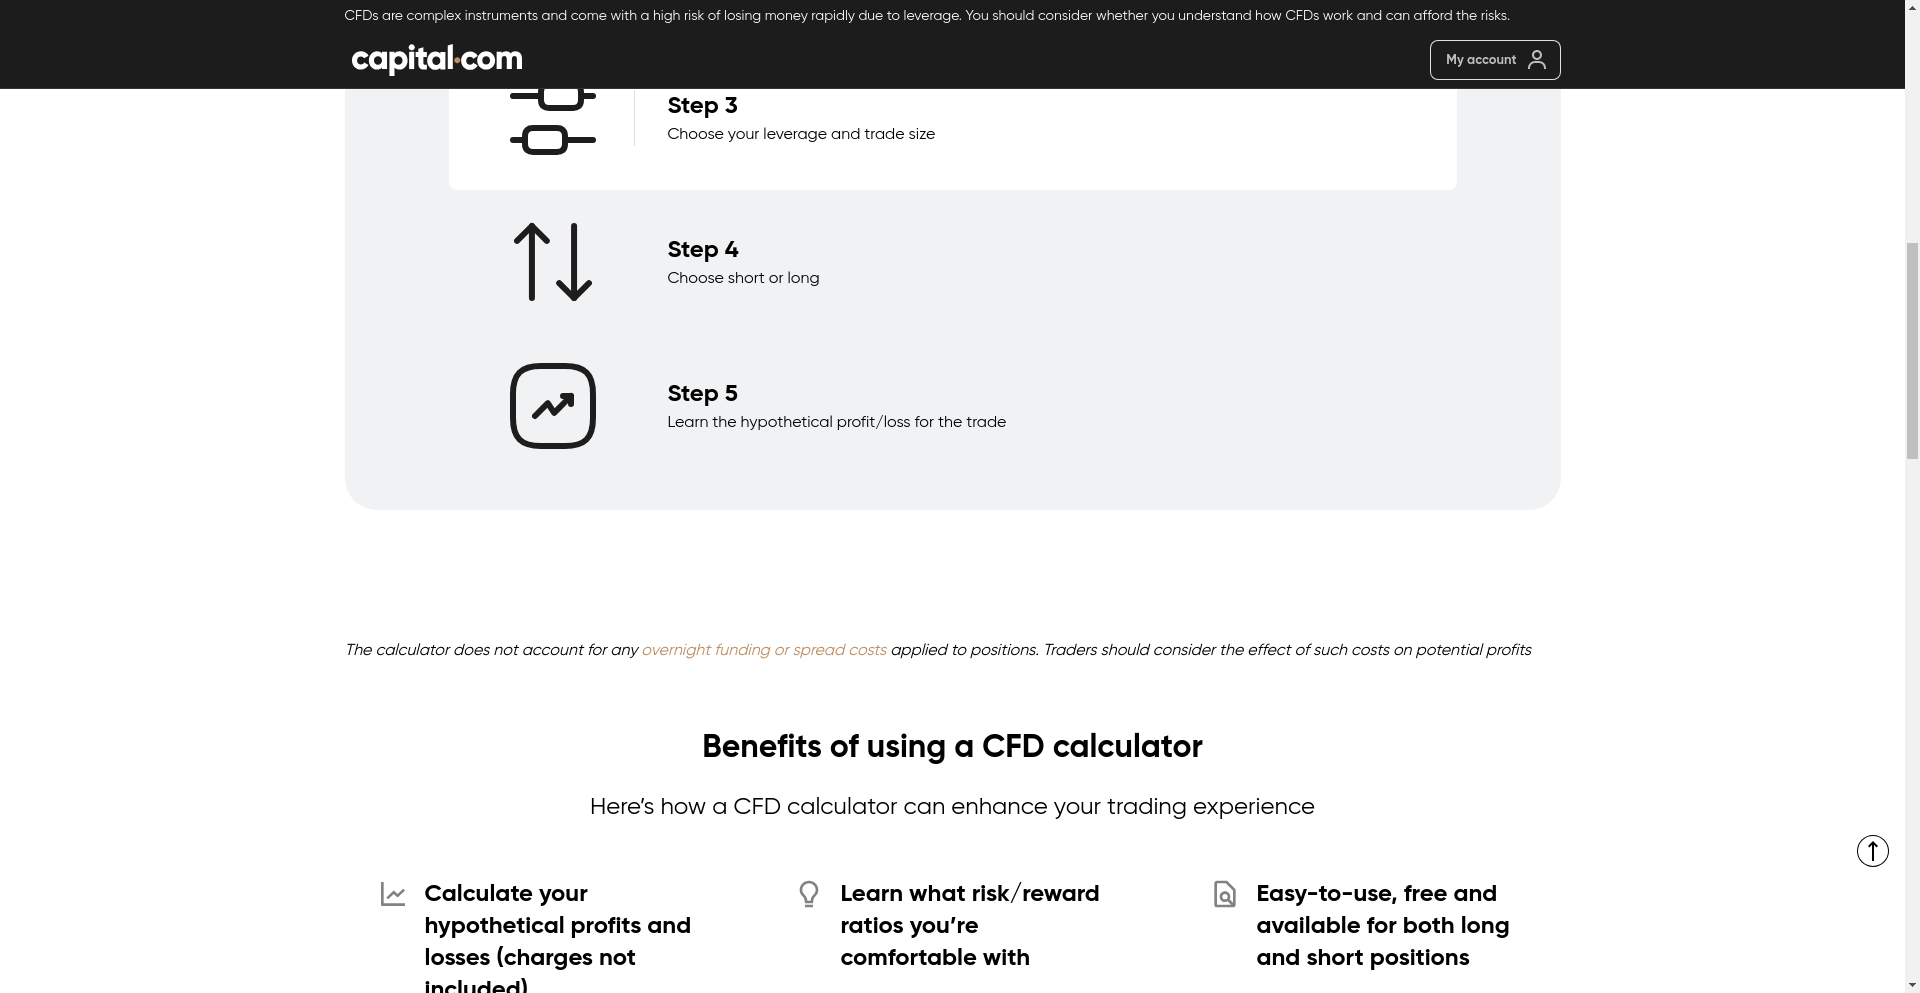 CFDs are complex instruments and come with a high risk of losing money rapidly due to leverage. You should consider whether you understand how CFDs work and can afford the risks.
capital.com
My account
Step 3
Choose your leverage and trade size
Step 4
Choose short or long
Step 5
Learn the hypothetical profit/loss for the trade
The calculator does not account for any overnight funding or spread costs applied to positions. Traders should consider the effect of such costs on potential profits
Benefits of using a CFD calculator
Here’s how a CFD calculator can enhance your trading experience
Calculate your
hypothetical profits and
losses (charges not
included)
Learn what risk/reward
ratios you’re
comfortable with
Easy-to-use, free and
available for both long
and short positions